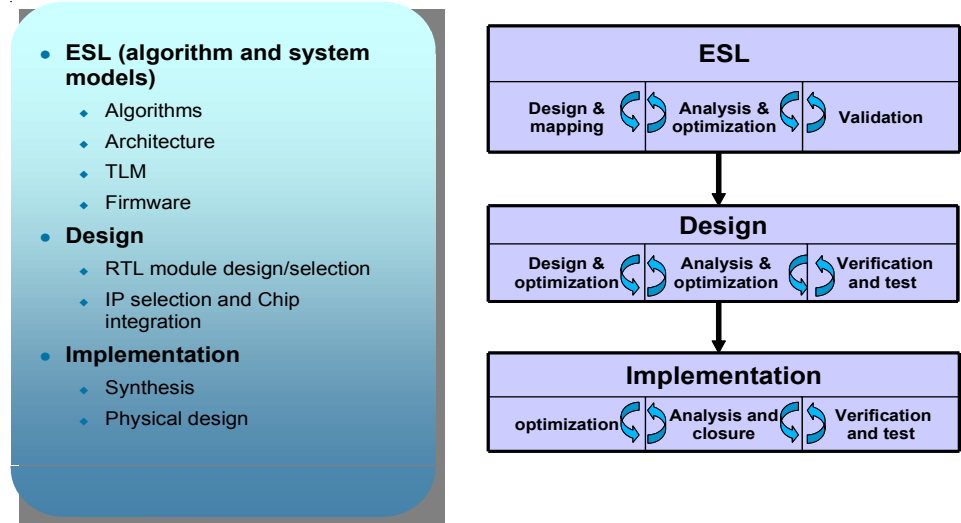 ESL (algorithm and system
models)
Algorithms
Architecture
TLM
Firmware
Design
RTL module design/selection
IP selection and Chip
integration
Implementation
Synthesis
Physical design
ESL
Design &
mapping
Analysis &
optimization
Validation
Design
Design &
optimization
Analysis &
optimization
Verification
and test
Implementation
optimization
Analysis and
closure
Verification
and test